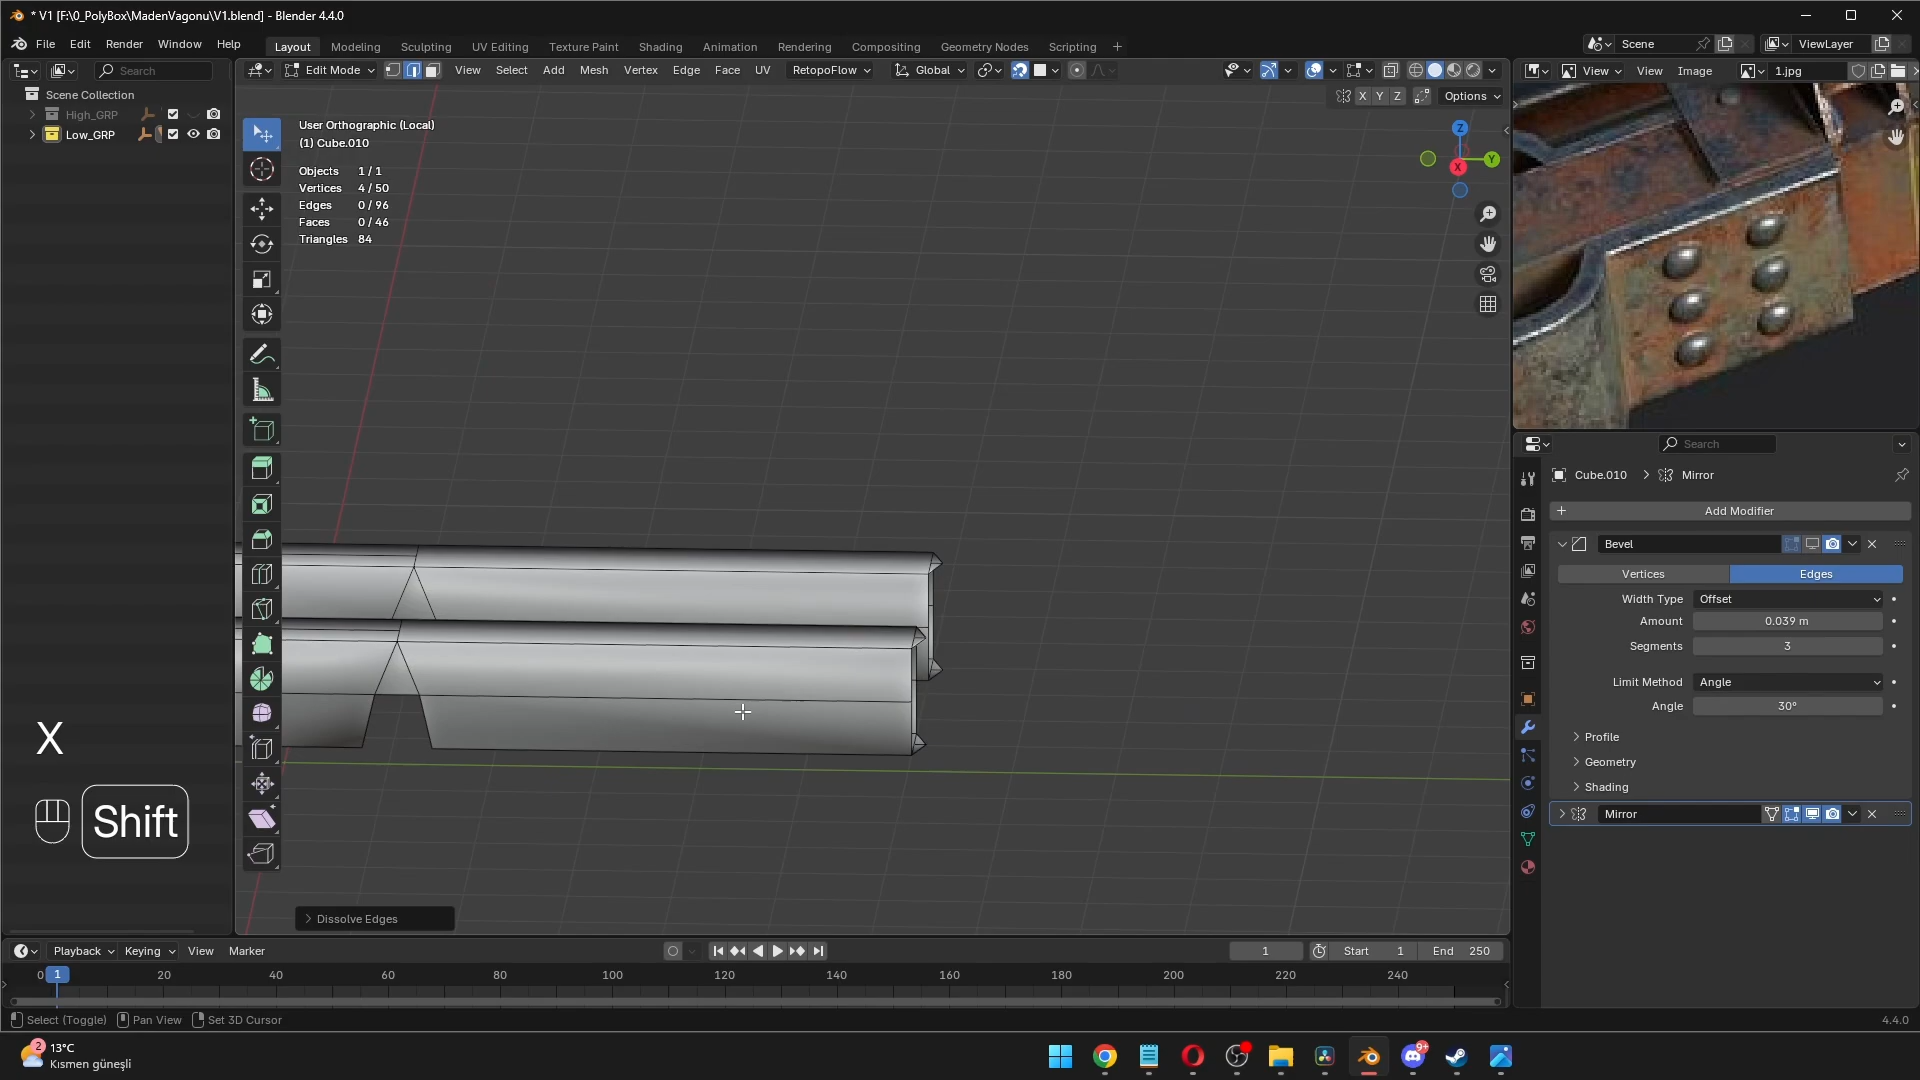 * V1 [F:\0_PolyBox\MadenVagonu\V1.blend] - Blender 4.4.0
File Edit Render Window Help
Layout Modeling Sculpting UV Editing Texture Paint Shading Animation Rendering Compositing Geometry Nodes Scripting +
Scene
ViewLayer
Search
Edit Mode
View Select Add Mesh Vertex Edge Face UV
RetopoFlow
Global
View View Image
1.jpg
Scene Collection
High_GRP
Low_GRP
X Y Z
Options
User Orthographic (Local)
(1) Cube.010
Objects 1 / 1
Vertices 4 / 50
Edges 0 / 96
Faces 0 / 46
Triangles 84
Z
Y
X
Search
Cube.010 > Mirror
+ Add Modifier
Bevel
Vertices Edges
Width Type Offset
Amount 0.039 m
Segments 3
Limit Method Angle
Angle 30°
Profile
Geometry
Shading
Mirror
X
Shift
Dissolve Edges
Playback Keying View Marker
1
Start 1
End 250
0 1 20 40 60 80 100 120 140 160 180 200 220 240
Select (Toggle) Pan View Set 3D Cursor
4.4.0
2
13°C
Kısmen güneşli
9+